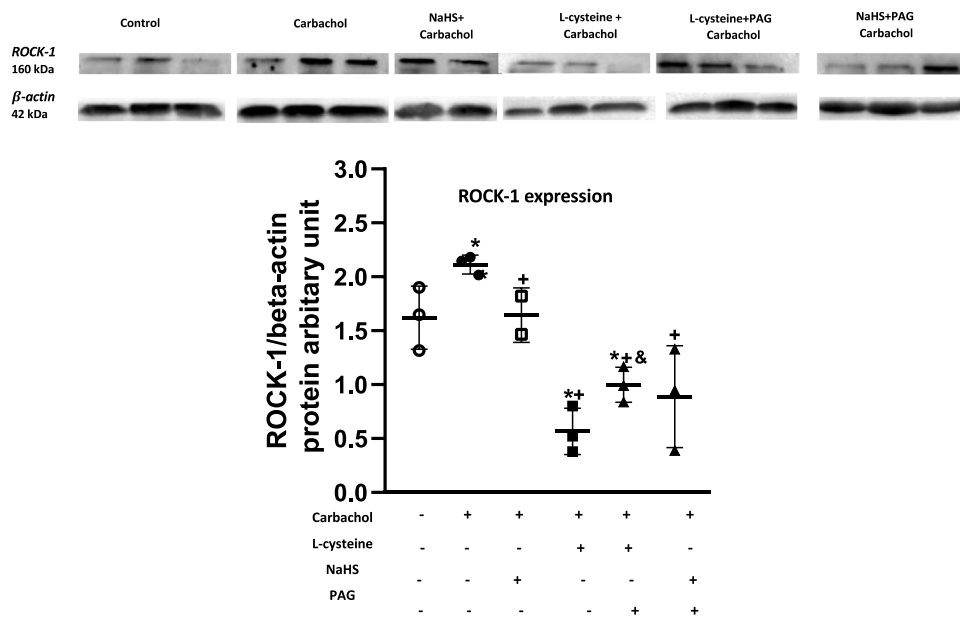 Control
Carbachol
NaHS+
Carbachol
L-cysteine +
Carbachol
L-cysteine+PAG
Carbachol
NaHS+PAG
Carbachol
ROCK-1
160 kDa
β-actin
42 kDa
ROCK-1 expression
ROCK-1/beta-actin
protein arbitary unit
3.0
2.5
2.0
1.5
1.0
0.5
0.0
*
*
+
*+
*+&
+
Carbachol - + + + + +
L-cysteine - - - + + -
NaHS - - + - - +
PAG - - - - + +